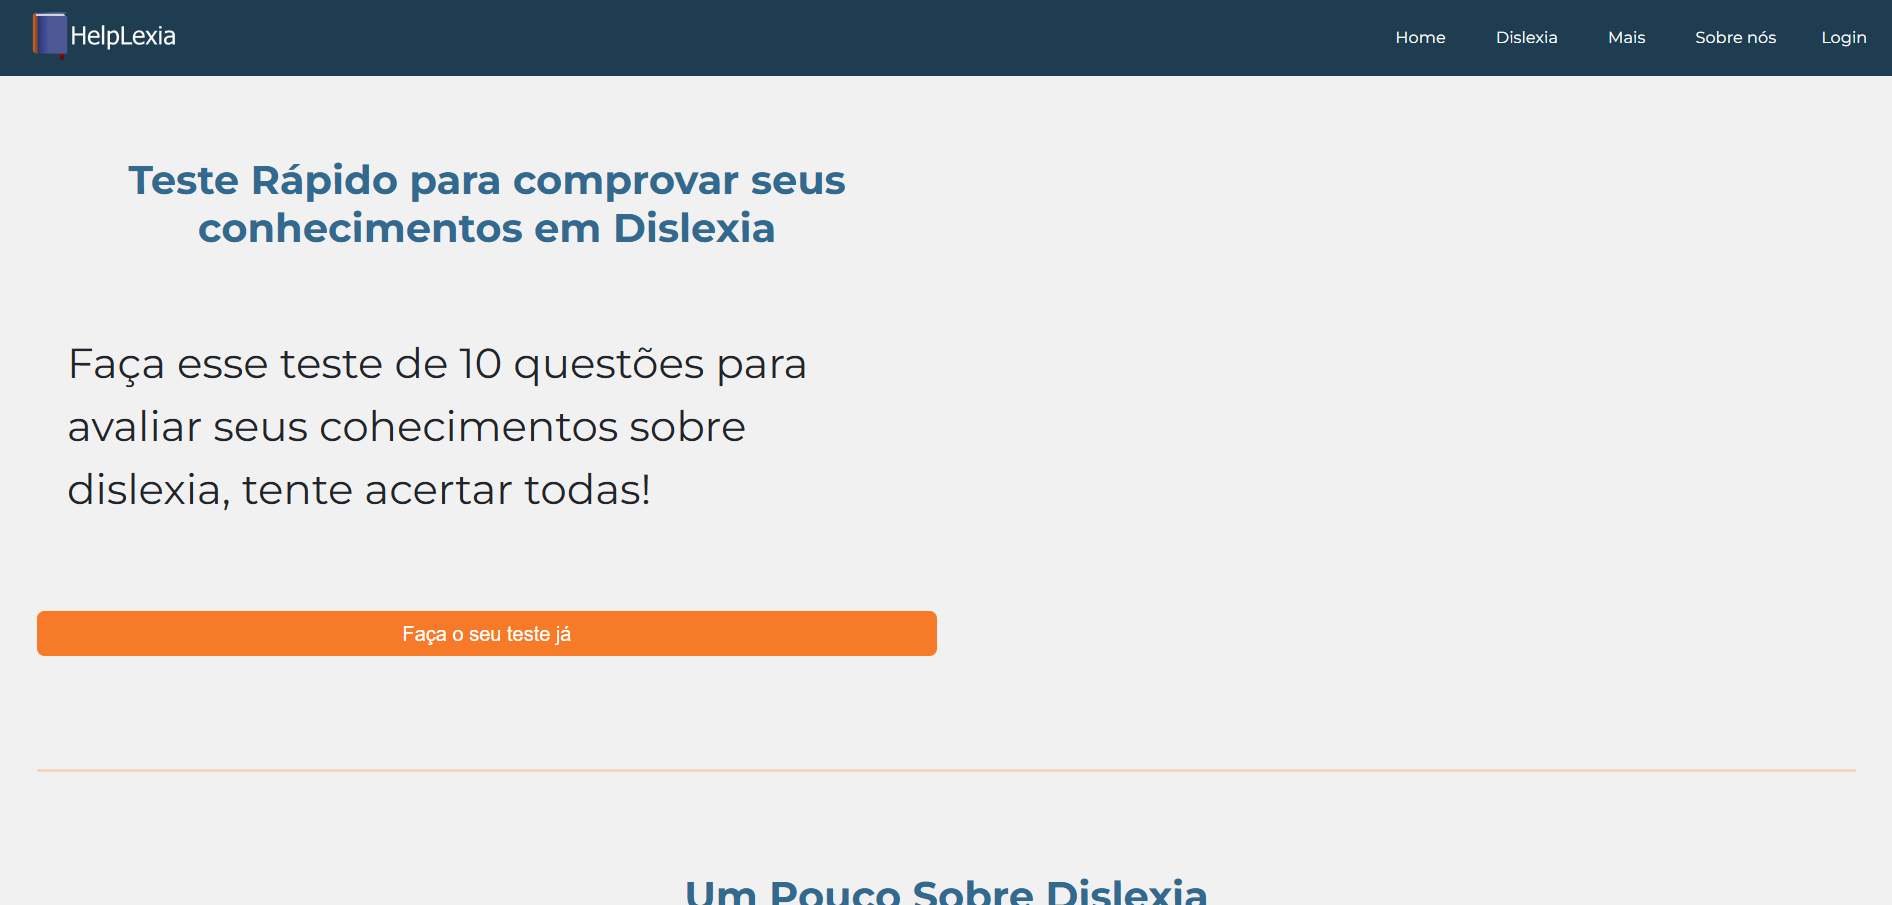 HelpLexia
Home Dislexia Mais Sobre nós Login
Teste Rápido para comprovar seus
conhecimentos em Dislexia
Faça esse teste de 10 questões para
avaliar seus cohecimentos sobre
dislexia, tente acertar todas!
Faça o seu teste já
Um Pouco Sobre Dislexia